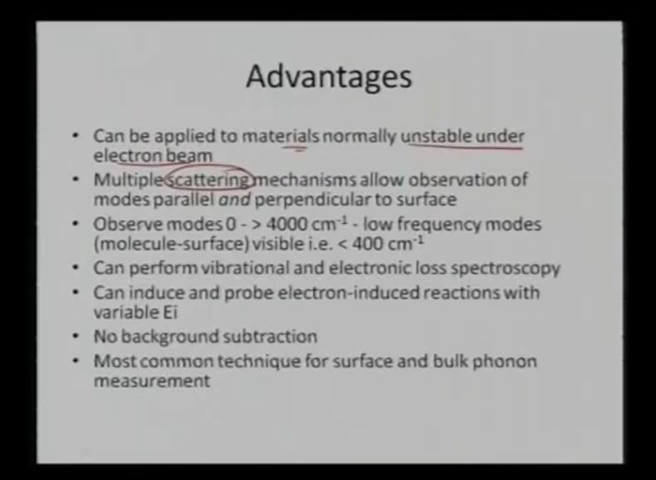 Advantages
• Can be applied to materials normally unstable under
electron beam
• Multiple scattering mechanisms allow observation of
modes parallel and perpendicular to surface
• Observe modes 0 - > 4000 cm⁻¹ - low frequency modes
(molecule-surface) visible i.e. < 400 cm⁻¹
• Can perform vibrational and electronic loss spectroscopy
• Can induce and probe electron-induced reactions with
variable Ei
• No background subtraction
• Most common technique for surface and bulk phonon
measurement